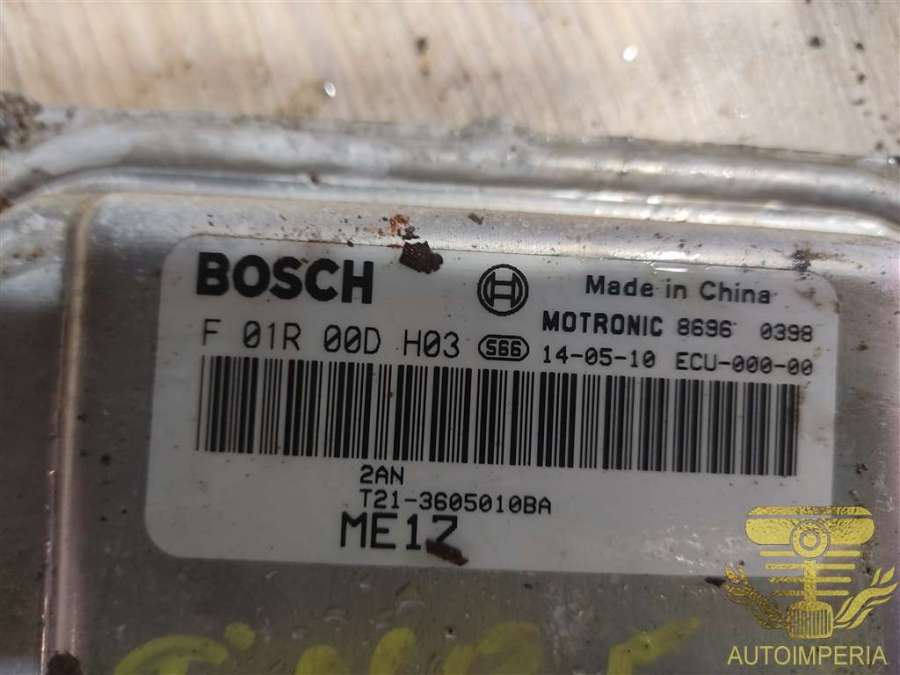 BOSCH
Made in China
MOTRONIC 8696 0398
F 01R 00D H03 S66 14-05-10 ECU-000-00
2AN
T21-3605010BA
ME17
AUTOIMPERIA